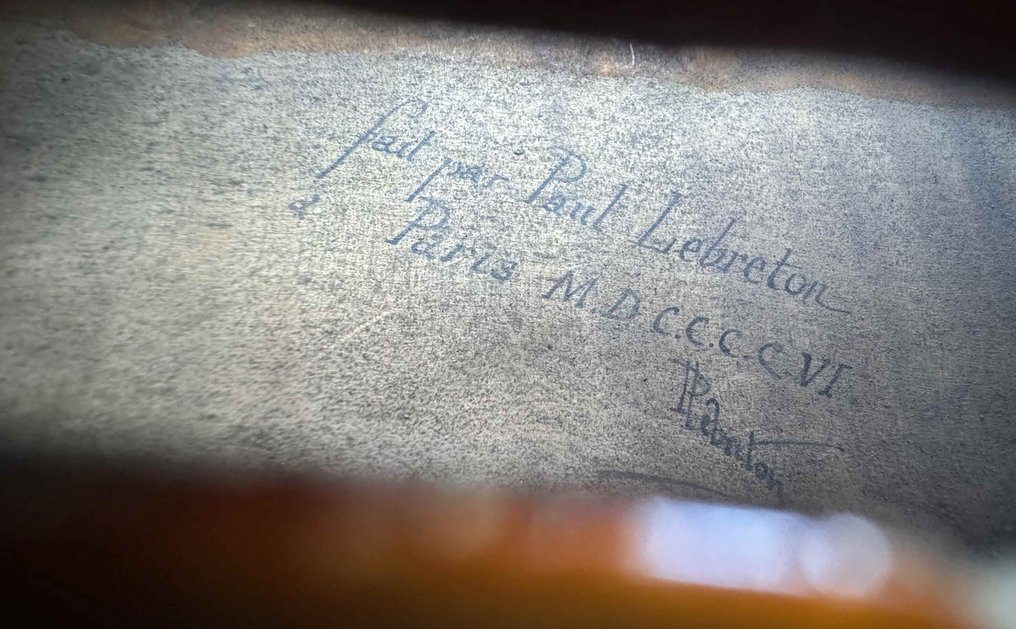 fait par Paul Lebreton
à Paris M.D.C.C.C.C.VI.